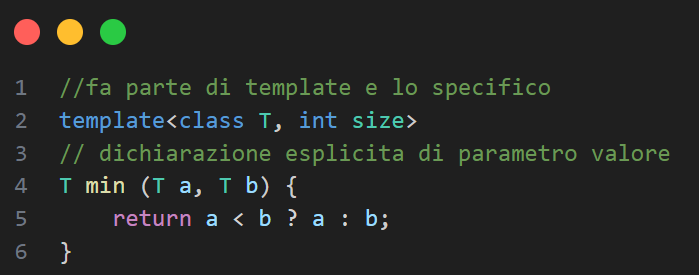 1 //fa parte di template e lo specifico
2 template<class T, int size>
3 // dichiarazione esplicita di parametro valore
4 T min (T a, T b) {
5     return a < b ? a : b;
6 }